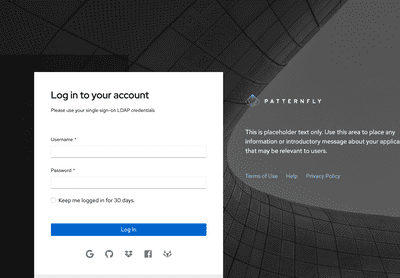 Log in to your account
Please use your single sign-on LDAP credentials
Username *
Password *
Keep me logged in for 30 days.
Log In
PATTERNFLY
This is placeholder text only. Use this area to place any
information or introductory message about your
that may be relevant to users.
Terms of Use Help Privacy Policy